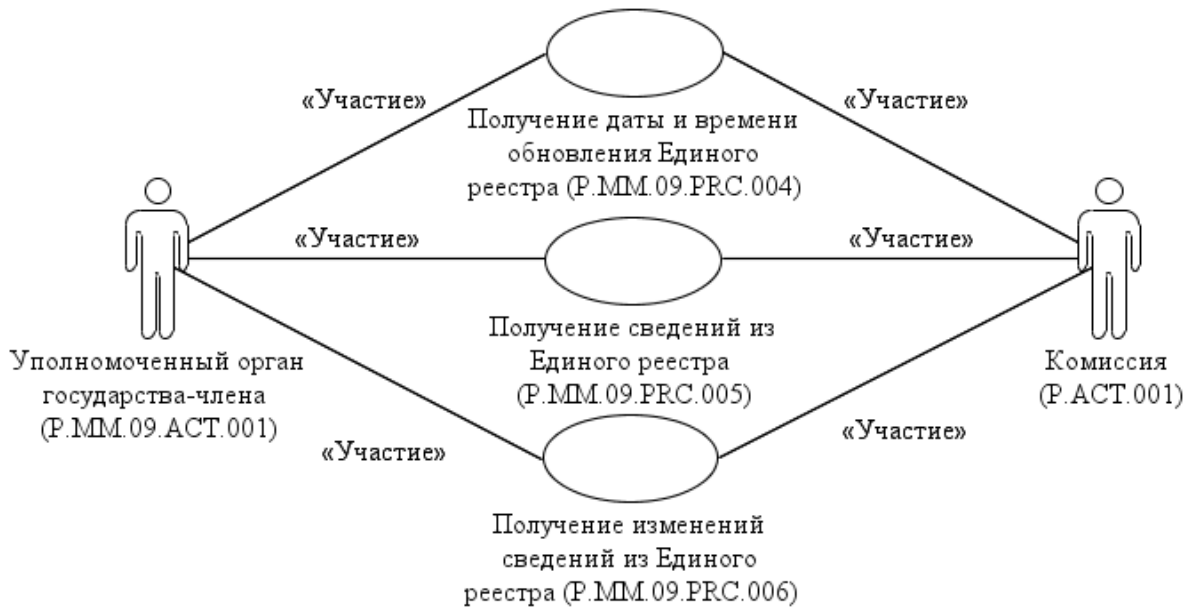 «Участие»
«Участие»
Получение даты и времени
обновления Единого
реестра (P.MM.09.PRC.004)
«Участие»
«Участие»
Получение сведений из
Единого реестра
(P.MM.09.PRC.005)
Уполномоченный орган
государства-члена
(P.MM.09.ACT.001)
Комиссия
(P.ACT.001)
«Участие»
«Участие»
Получение изменений
сведений из Единого
реестра (P.MM.09.PRC.006)